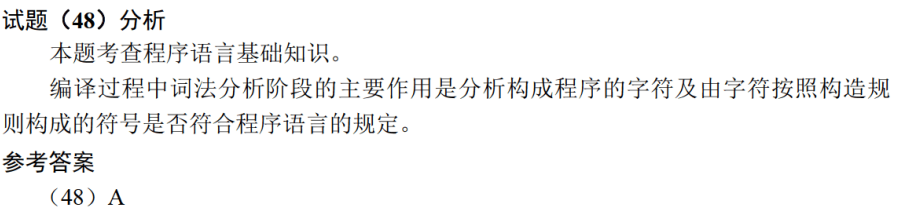 试题（48）分析
本题考查程序语言基础知识。
编译过程中词法分析阶段的主要作用是分析构成程序的字符及由字符按照构造规
则构成的符号是否符合程序语言的规定。
参考答案
（48）A